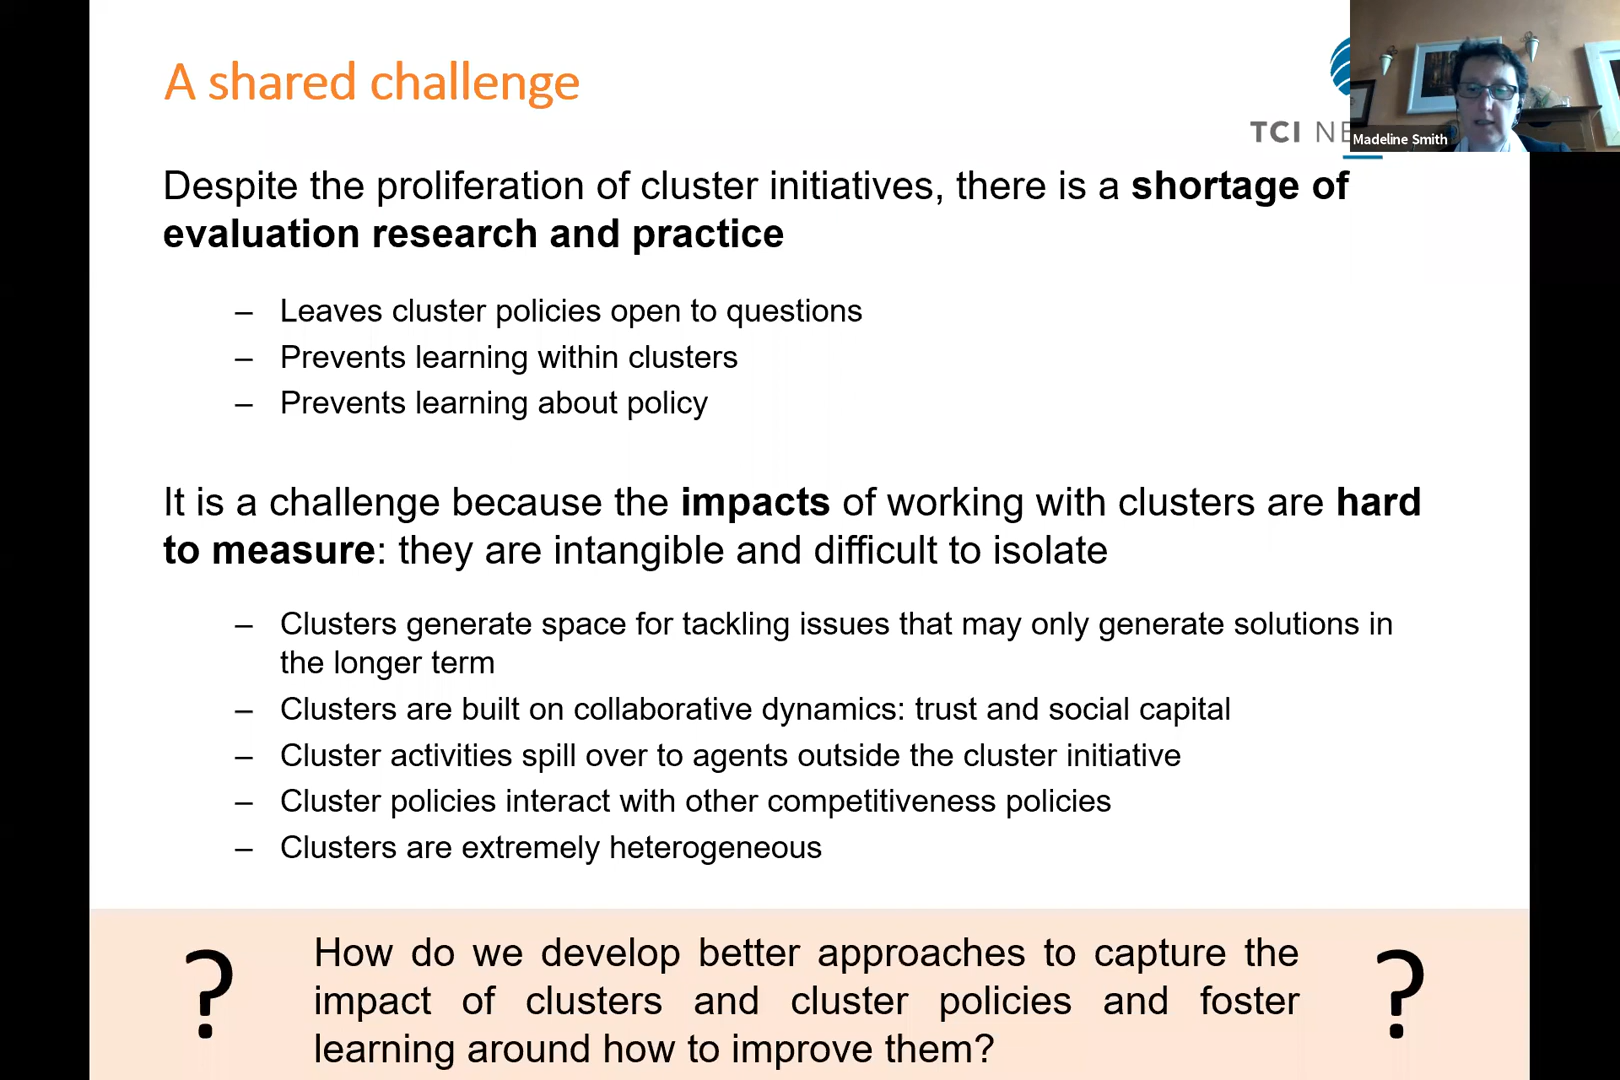 A shared challenge
TCI NE
Madeline Smith
Despite the proliferation of cluster initiatives, there is a shortage of
evaluation research and practice
– Leaves cluster policies open to questions
– Prevents learning within clusters
– Prevents learning about policy
It is a challenge because the impacts of working with clusters are hard
to measure: they are intangible and difficult to isolate
– Clusters generate space for tackling issues that may only generate solutions in
the longer term
– Clusters are built on collaborative dynamics: trust and social capital
– Cluster activities spill over to agents outside the cluster initiative
– Cluster policies interact with other competitiveness policies
– Clusters are extremely heterogeneous
? How do we develop better approaches to capture the ?
impact of clusters and cluster policies and foster
learning around how to improve them?